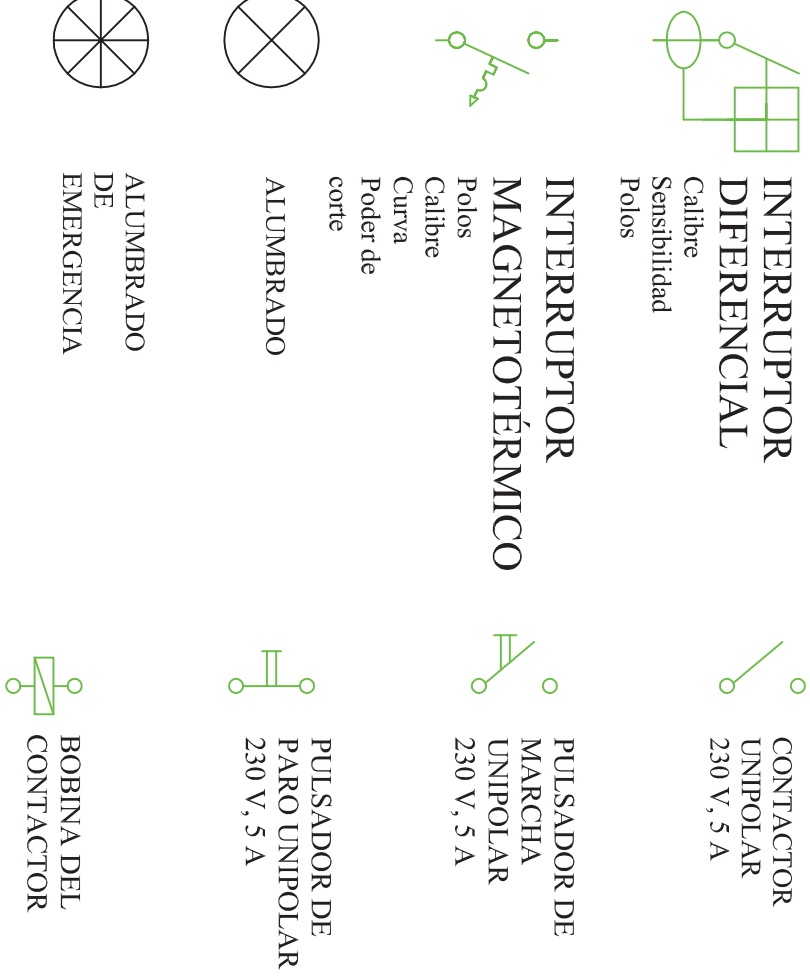 INTERRUPTOR
DIFERENCIAL
Calibre
Sensibilidad
Polos
INTERRUPTOR
MAGNETOTÉRMICO
Polos
Calibre
Curva
Poder de
corte
ALUMBRADO
ALUMBRADO
DE
EMERGENCIA
CONTACTOR
UNIPOLAR
230 V, 5 A
PULSADOR DE
MARCHA
UNIPOLAR
230 V, 5 A
PULSADOR DE
PARO UNIPOLAR
230 V, 5 A
BOBINA DEL
CONTACTOR